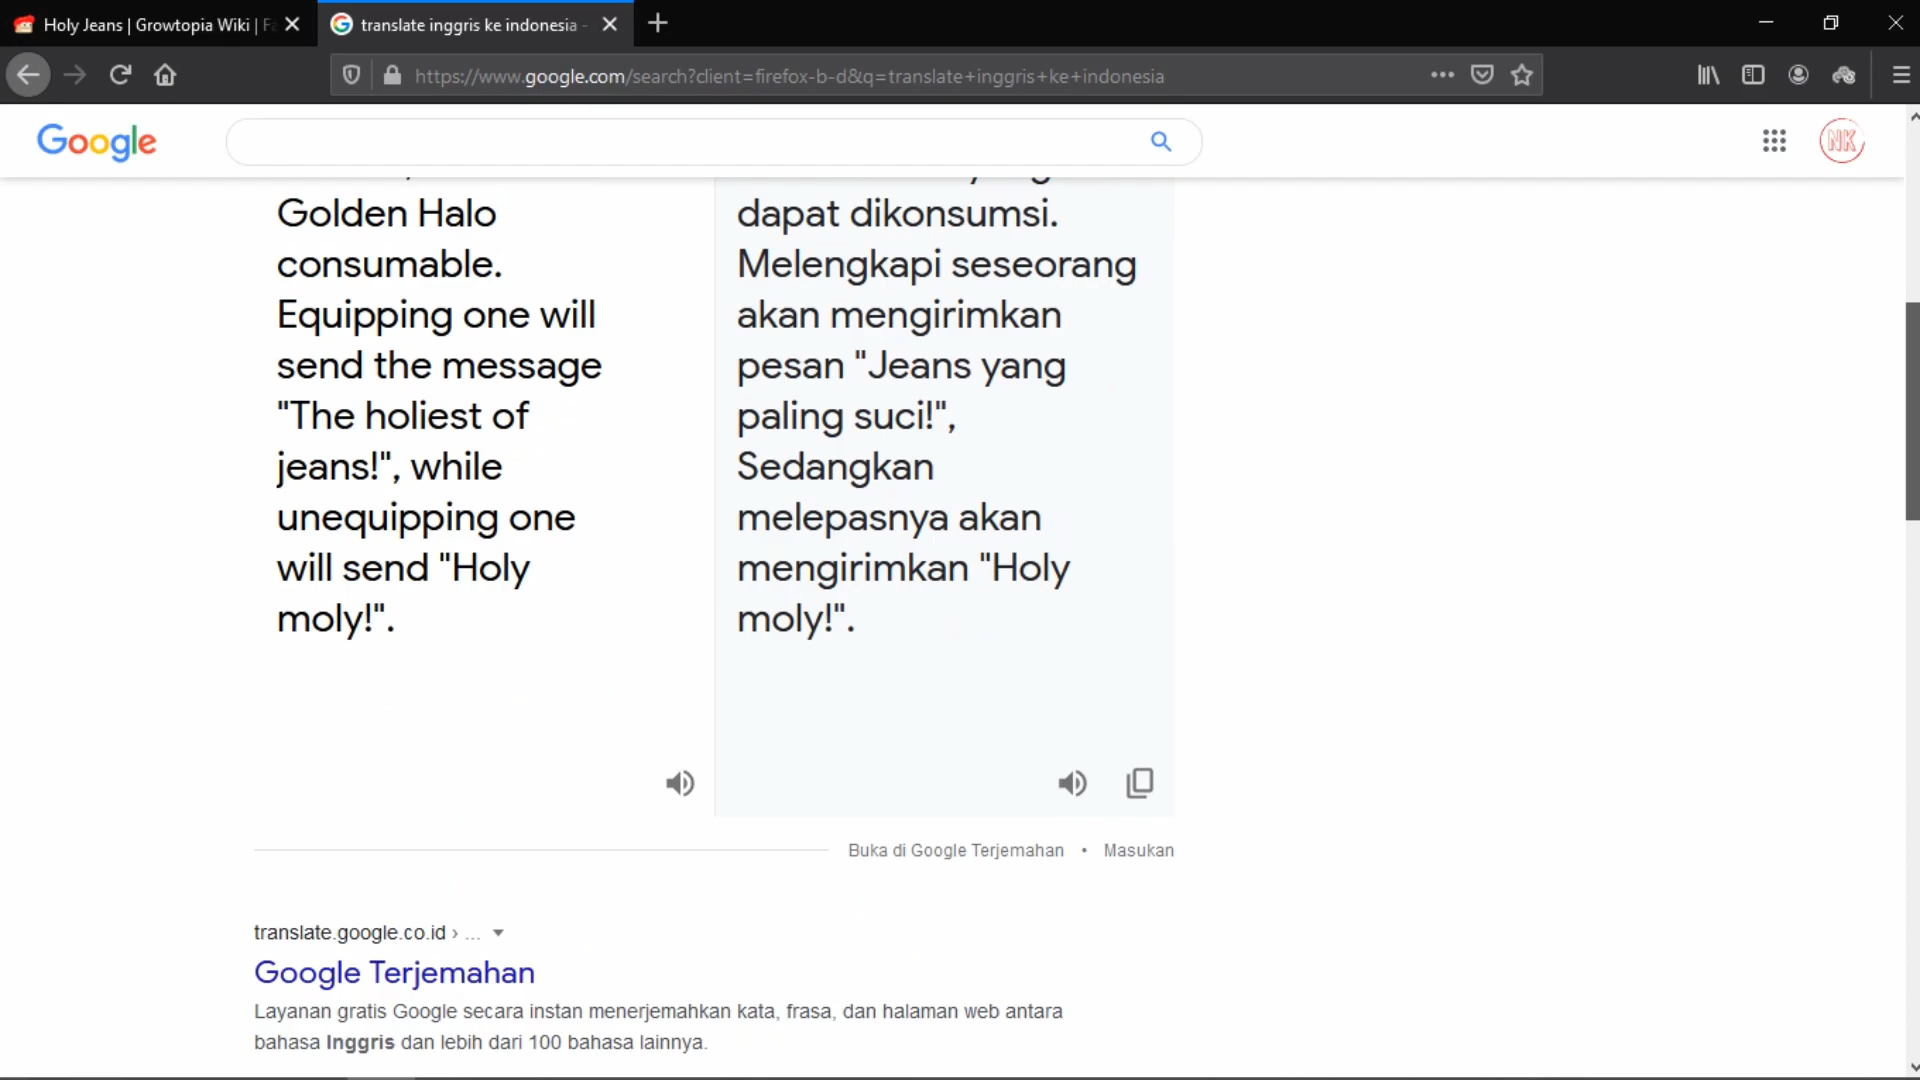 Holy Jeans | Growtopia Wiki | Fa
translate inggris ke indonesia -
https://www.google.com/search?client=firefox-b-d&q=translate+inggris+ke+indonesia
Google
NK
Golden Halo
consumable.
Equipping one will
send the message
"The holiest of
jeans!", while
unequipping one
will send "Holy
moly!".
dapat dikonsumsi.
Melengkapi seseorang
akan mengirimkan
pesan "Jeans yang
paling suci!",
Sedangkan
melepasnya akan
mengirimkan "Holy
moly!".
Buka di Google Terjemahan • Masukan
translate.google.co.id › ...
Google Terjemahan
Layanan gratis Google secara instan menerjemahkan kata, frasa, dan halaman web antara
bahasa Inggris dan lebih dari 100 bahasa lainnya.